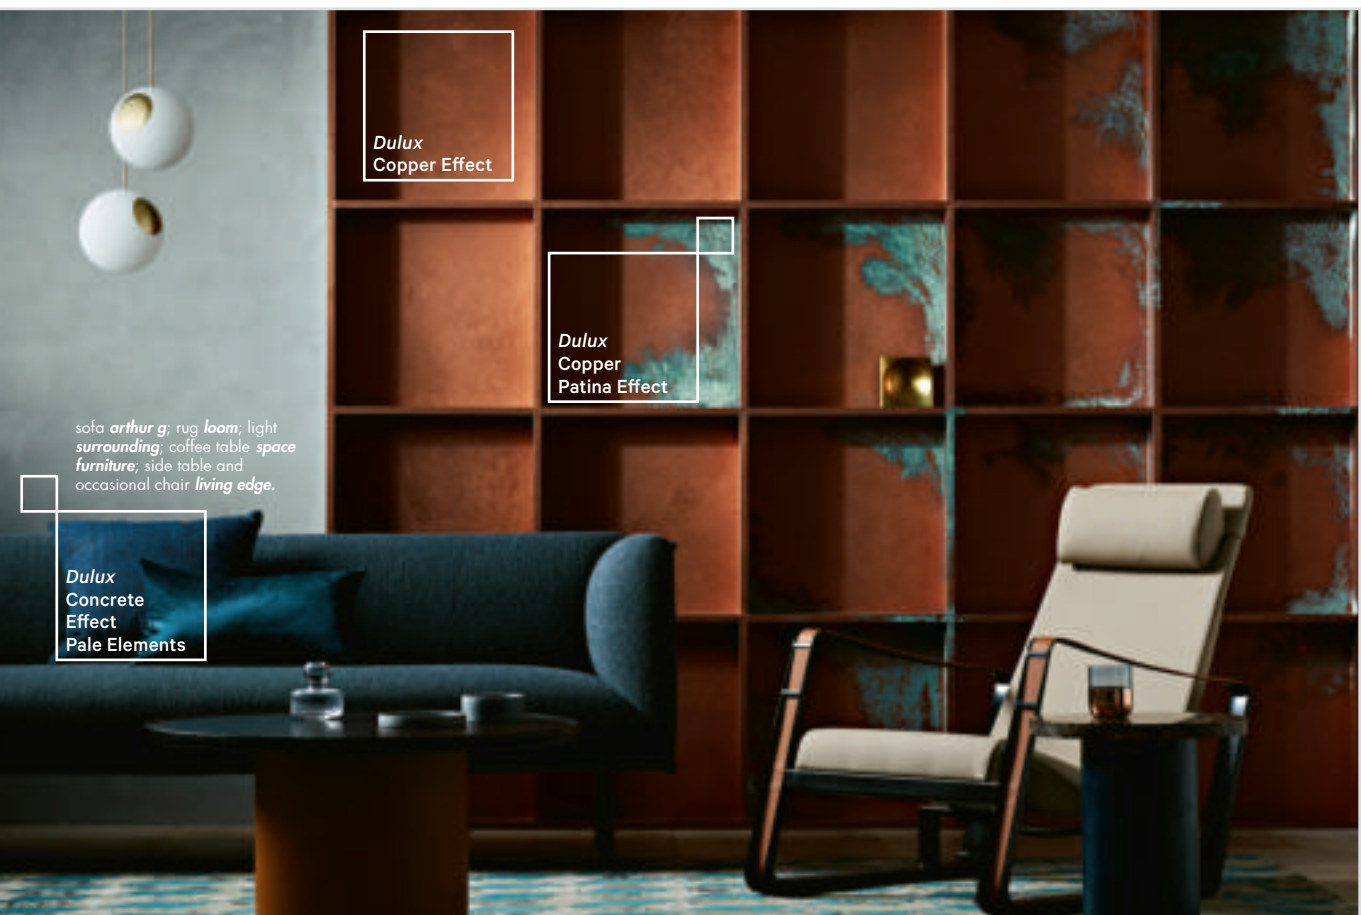 Dulux
Copper Effect
Dulux
Copper
Patina Effect
sofa arthur g; rug loom; light
surrounding; coffee table space
furniture; side table and
occasional chair living edge.
Dulux
Concrete
Effect
Pale Elements